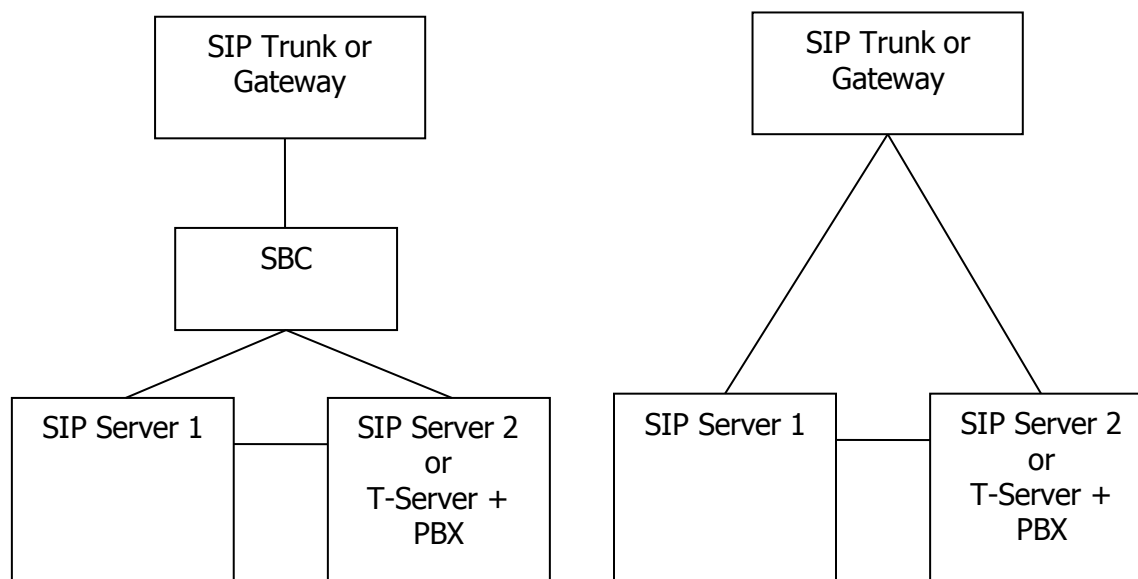 SIP Trunk or
Gateway
SBC
SIP Server 1
SIP Server 2
or
T-Server +
PBX
SIP Trunk or
Gateway
SIP Server 1
SIP Server 2
or
T-Server +
PBX